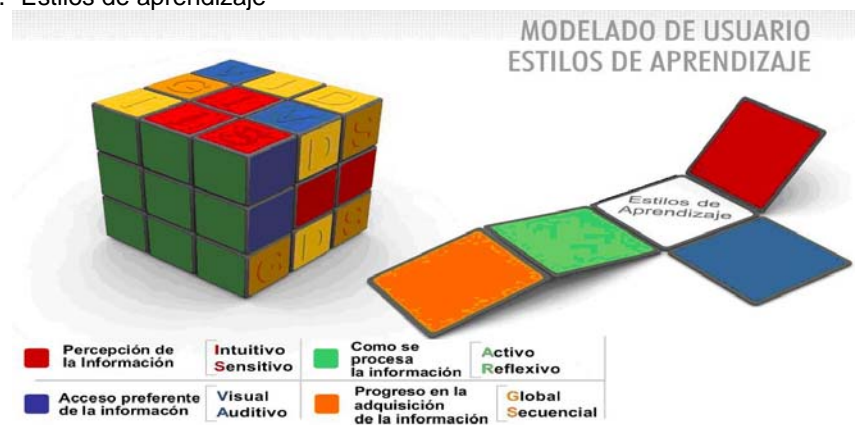 . Estilos de aprendizaje
MODELADO DE USUARIO
ESTILOS DE APRENDIZAJE
Estilos de
Aprendizaje
D
S
G
D
S
Percepción de
la Información
Intuitivo
Sensitivo
Como se
procesa
la información
Activo
Reflexivo
Acceso preferente
de la informacón
Visual
Auditivo
Progreso en la
adquisición
de la información
Global
Secuencial